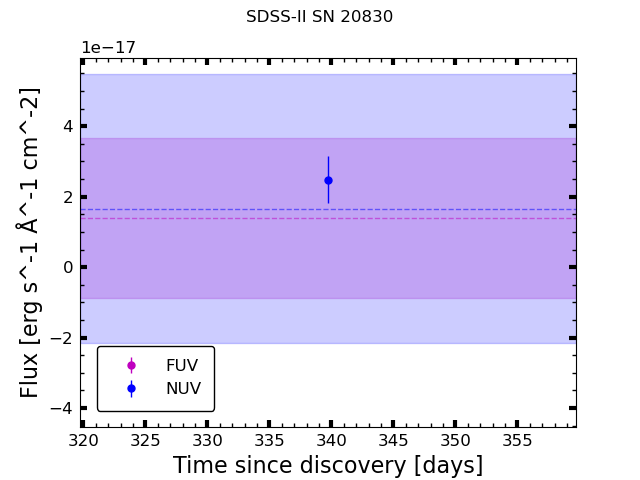 SDSS-II SN 20830
1e−17
4
2
0
−2
−4
Flux [erg s^-1 Å^-1 cm^-2]
FUV
NUV
320 325 330 335 340 345 350 355
Time since discovery [days]